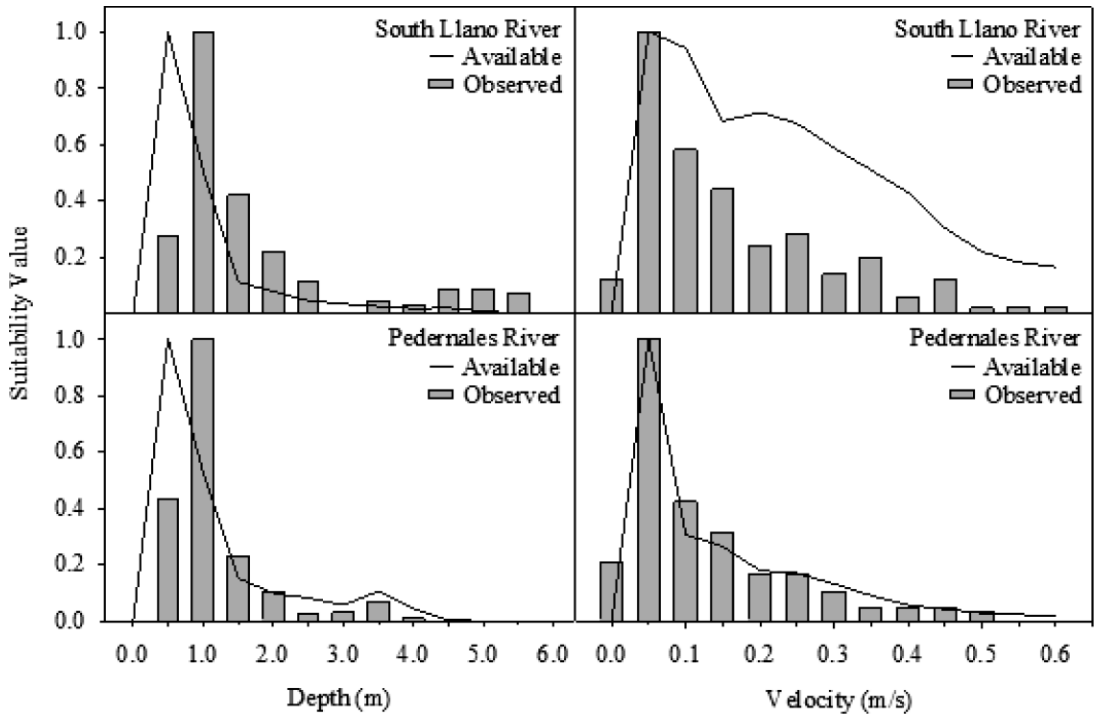 South Llano River
Available
Observed
1.0
0.8
0.6
0.4
0.2
South Llano River
Available
Observed
Suitability Value
Pedernales River
Available
Observed
1.0
0.8
0.6
0.4
0.2
0.0
Pedernales River
Available
Observed
0.0 1.0 2.0 3.0 4.0 5.0 6.0
0.0 0.1 0.2 0.3 0.4 0.5 0.6
Depth (m)
Velocity (m/s)